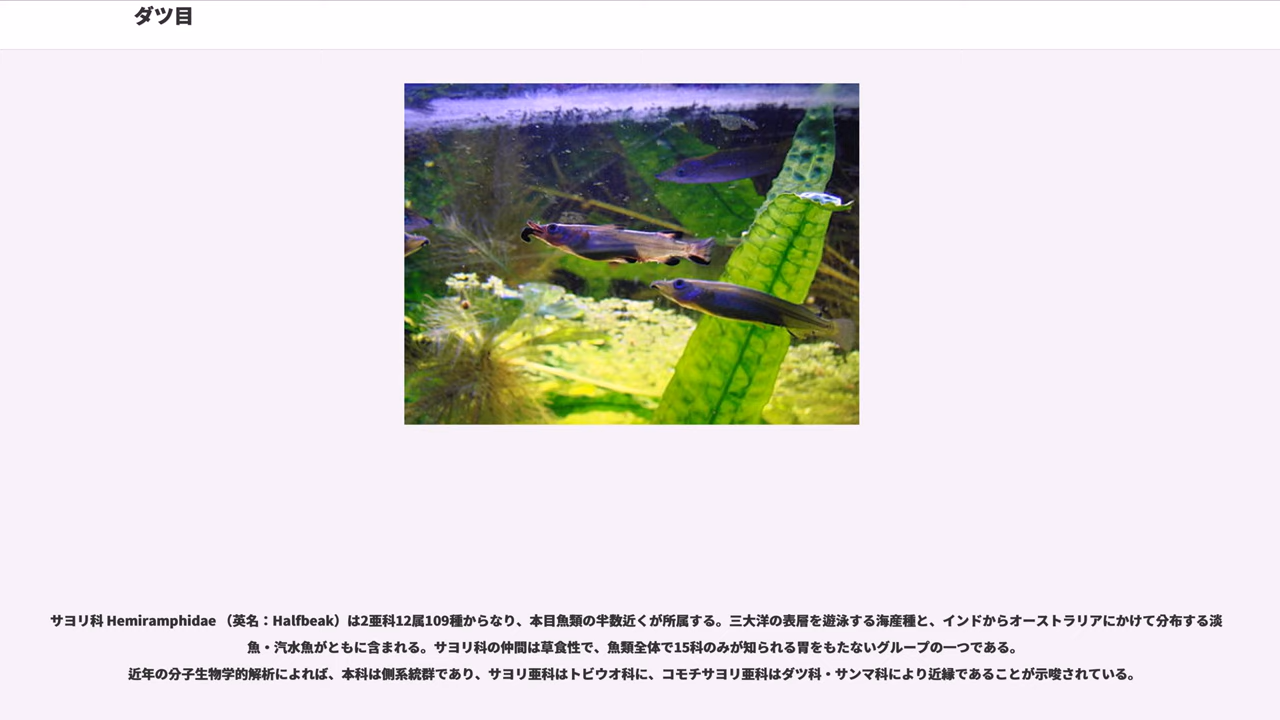 ダツ目
サヨリ科 Hemiramphidae （英名：Halfbeak）は2亜科12属109種からなり、本目魚類の半数近くが所属する。三大洋の表層を遊泳する海産種と、インドからオーストラリアにかけて分布する淡
魚・汽水魚がともに含まれる。サヨリ科の仲間は草食性で、魚類全体で15科のみが知られる胃をもたないグループの一つである。
近年の分子生物学的解析によれば、本科は側系統群であり、サヨリ亜科はトビウオ科に、コモチサヨリ亜科はダツ科・サンマ科により近縁であることが示唆されている。